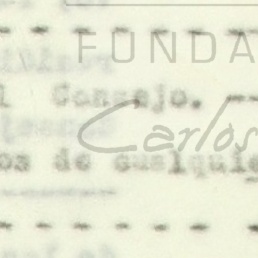 FUNDA
l Consejo. --
Carlos
os de cualquie